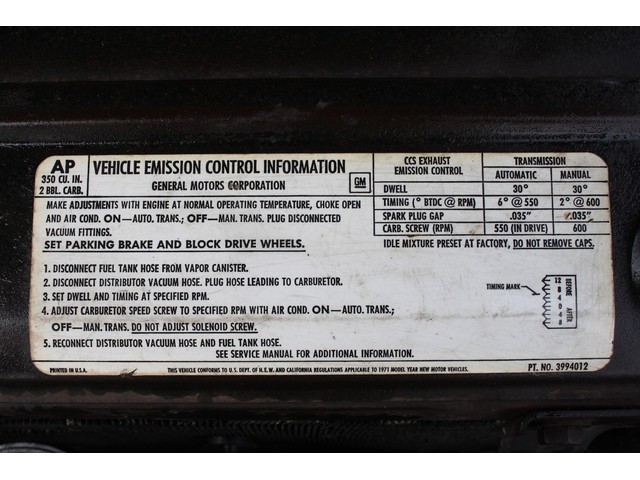 AP
350 CU. IN.
2 BBL. CARB.
VEHICLE EMISSION CONTROL INFORMATION
GENERAL MOTORS CORPORATION
GM
CCS EXHAUST EMISSION CONTROL
TRANSMISSION
AUTOMATIC MANUAL
DWELL 30° 30°
TIMING (° BTDC @ RPM) 6° @ 550 2° @ 600
SPARK PLUG GAP .035" .035"
CARB. SCREW (RPM) 550 (IN DRIVE) 600
IDLE MIXTURE PRESET AT FACTORY, DO NOT REMOVE CAPS.
MAKE ADJUSTMENTS WITH ENGINE AT NORMAL OPERATING TEMPERATURE, CHOKE OPEN
AND AIR COND. ON—AUTO. TRANS.; OFF—MAN. TRANS. PLUG DISCONNECTED
VACUUM FITTINGS.
SET PARKING BRAKE AND BLOCK DRIVE WHEELS.
1. DISCONNECT FUEL TANK HOSE FROM VAPOR CANISTER.
2. DISCONNECT DISTRIBUTOR VACUUM HOSE. PLUG HOSE LEADING TO CARBURETOR.
3. SET DWELL AND TIMING AT SPECIFIED RPM.
4. ADJUST CARBURETOR SPEED SCREW TO SPECIFIED RPM WITH AIR COND. ON—AUTO. TRANS.;
OFF—MAN. TRANS. DO NOT ADJUST SOLENOID SCREW.
5. RECONNECT DISTRIBUTOR VACUUM HOSE AND FUEL TANK HOSE.
SEE SERVICE MANUAL FOR ADDITIONAL INFORMATION.
TIMING MARK
BEFORE
AFTER
PRINTED IN U.S.A.
THIS VEHICLE CONFORMS TO U.S. DEPT. OF H.E.W. AND CALIFORNIA REGULATIONS APPLICABLE TO 1971 MODEL YEAR NEW MOTOR VEHICLES.
PT. NO. 3994012